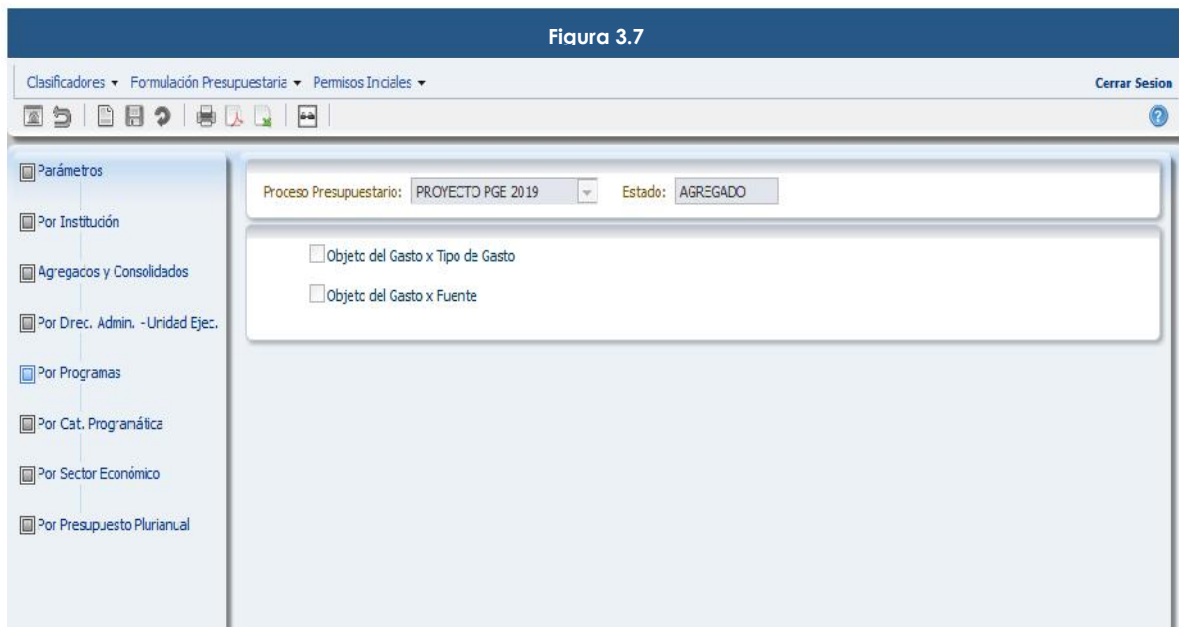 Figura 3.7
Clasificadores Formulación Presupuestaria Permisos Iniciales Cerrar Sesion
Parámetros
Proceso Presupuestario: PROYECTO PGE 2019 Estado: AGREGADO
Por Institución
Objeto del Gasto x Tipo de Gasto
Agregados y Consolidados
Objeto del Gasto x Fuente
Por Direc. Admin. - Unidad Ejec.
Por Programas
Por Cat. Programática
Por Sector Económico
Por Presupuesto Plurianual